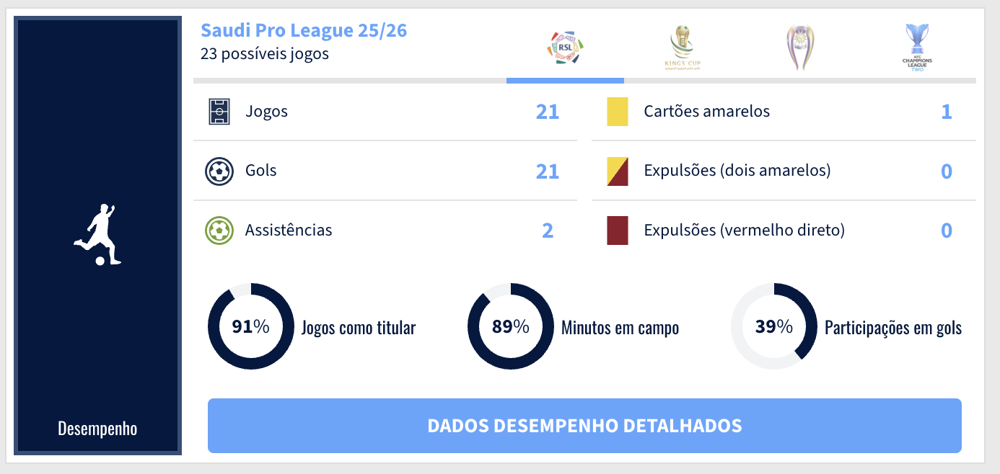 Saudi Pro League 25/26
23 possíveis jogos
RSL
KINGS CUP
AFC
CHAMPIONS
LEAGUE
TWO
Jogos 21
Cartões amarelos 1
Gols 21
Expulsões (dois amarelos) 0
Assistências 2
Expulsões (vermelho direto) 0
91% Jogos como titular
89% Minutos em campo
39% Participações em gols
Desempenho
DADOS DESEMPENHO DETALHADOS